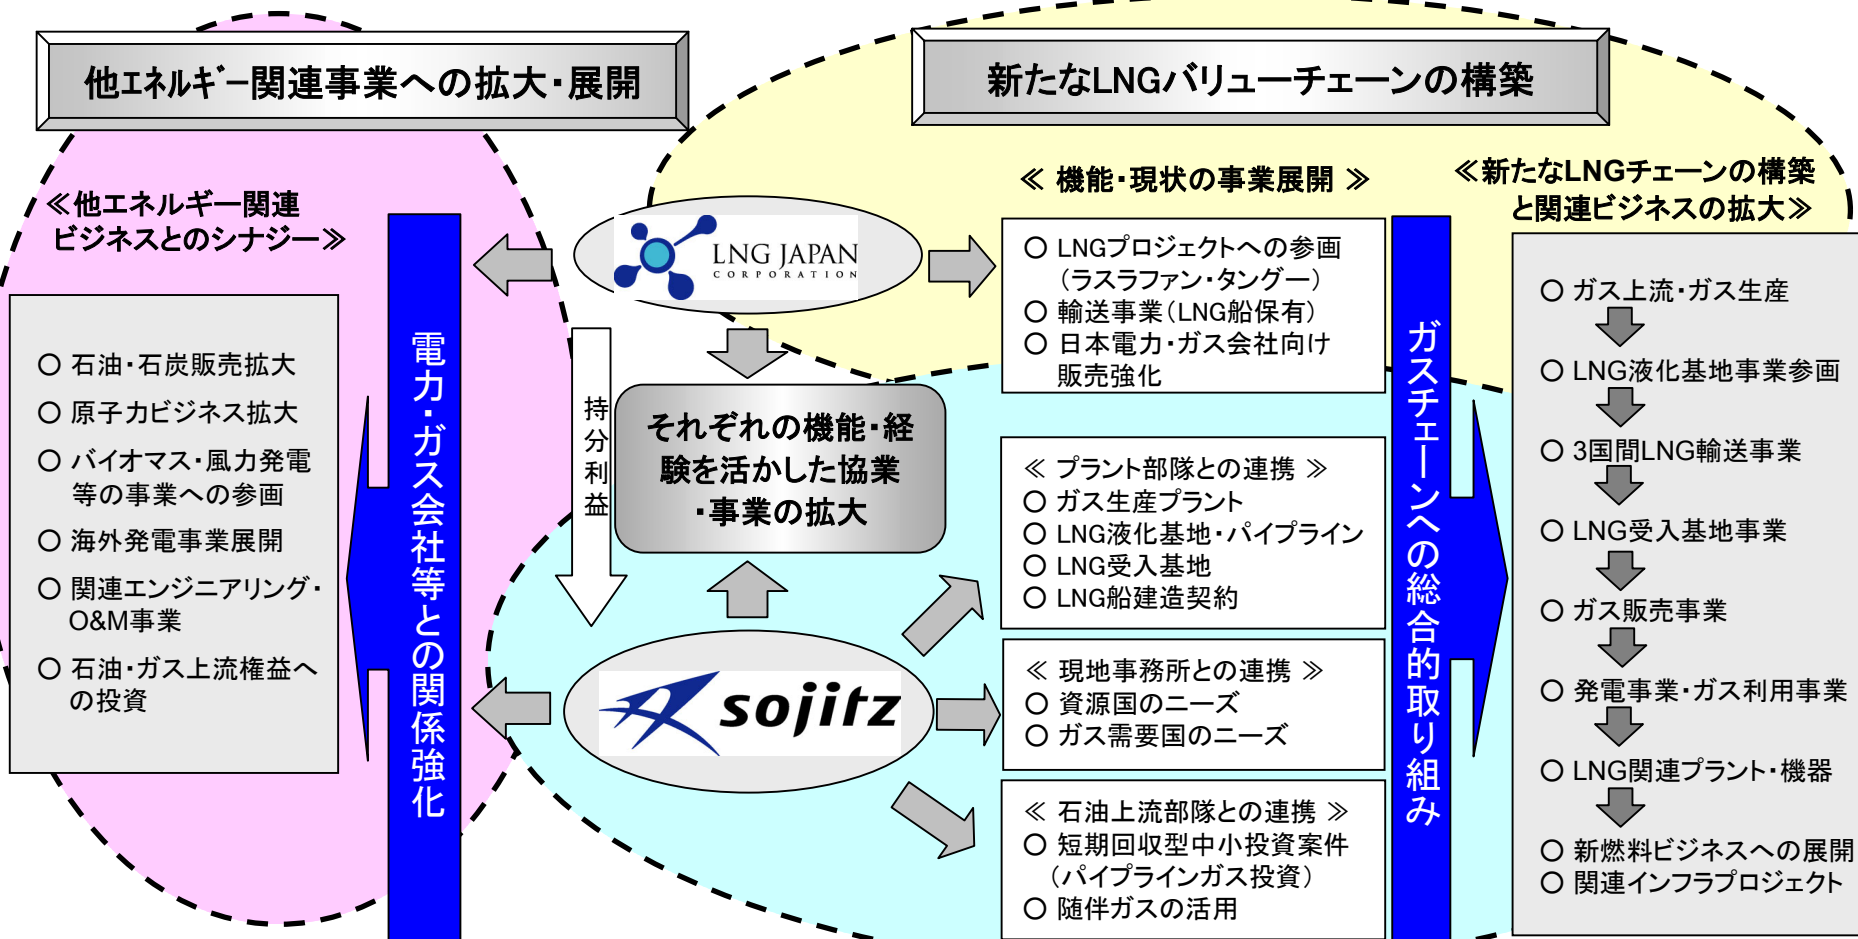 他エネルギー関連事業への拡大・展開
新たなLNGバリューチェーンの構築
≪他エネルギー関連
ビジネスとのシナジー≫
○ 石油・石炭販売拡大
○ 原子力ビジネス拡大
○ バイオマス・風力発電
等の事業への参画
○ 海外発電事業展開
○ 関連エンジニアリング・
O&M事業
○ 石油・ガス上流権益へ
の投資
電力・ガス会社等との関係強化
LNG JAPAN
CORPORATION
持分利益
それぞれの機能・経
験を活かした協業
・事業の拡大
sojitz
≪ 機能・現状の事業展開 ≫
○ LNGプロジェクトへの参画
（ラスラファン・タングー）
○ 輸送事業（LNG船保有）
○ 日本電力・ガス会社向け
販売強化
≪ プラント部隊との連携 ≫
○ ガス生産プラント
○ LNG液化基地・パイプライン
○ LNG受入基地
○ LNG船建造契約
≪ 現地事務所との連携 ≫
○ 資源国のニーズ
○ ガス需要国のニーズ
≪ 石油上流部隊との連携 ≫
○ 短期回収型中小投資案件
（パイプラインガス投資）
○ 随伴ガスの活用
ガスチェーンへの総合的取り組み
≪新たなLNGチェーンの構築
と関連ビジネスの拡大≫
○ ガス上流・ガス生産
○ LNG液化基地事業参画
○ 3国間LNG輸送事業
○ LNG受入基地事業
○ ガス販売事業
○ 発電事業・ガス利用事業
○ LNG関連プラント・機器
○ 新燃料ビジネスへの展開
○ 関連インフラプロジェクト